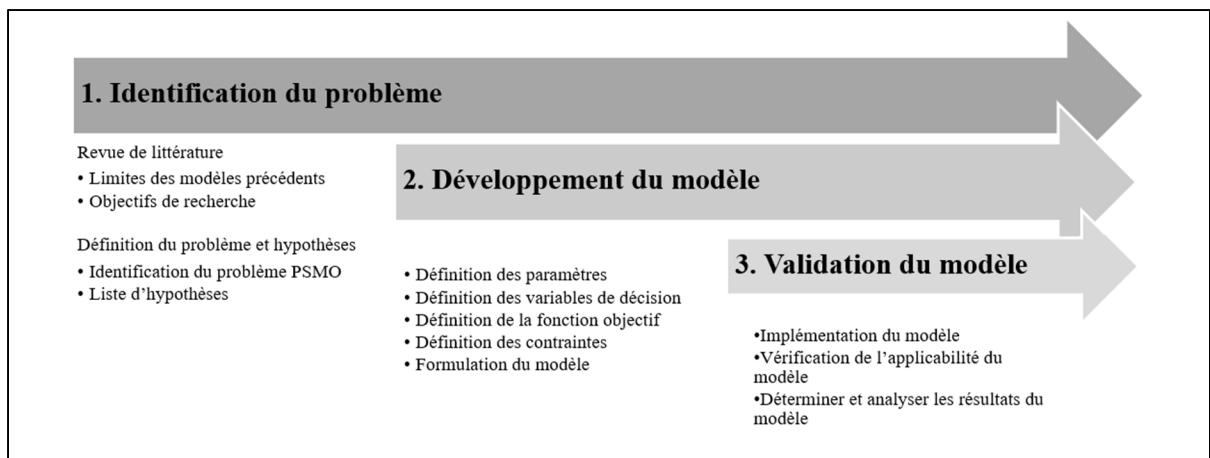 1. Identification du problème
Revue de littérature
• Limites des modèles précédents
• Objectifs de recherche
Définition du problème et hypothèses
• Identification du problème PSMO
• Liste d’hypothèses
2. Développement du modèle
• Définition des paramètres
• Définition des variables de décision
• Définition de la fonction objectif
• Définition des contraintes
• Formulation du modèle
3. Validation du modèle
•Implémentation du modèle
•Vérification de l’applicabilité du
modèle
•Déterminer et analyser les résultats du
modèle